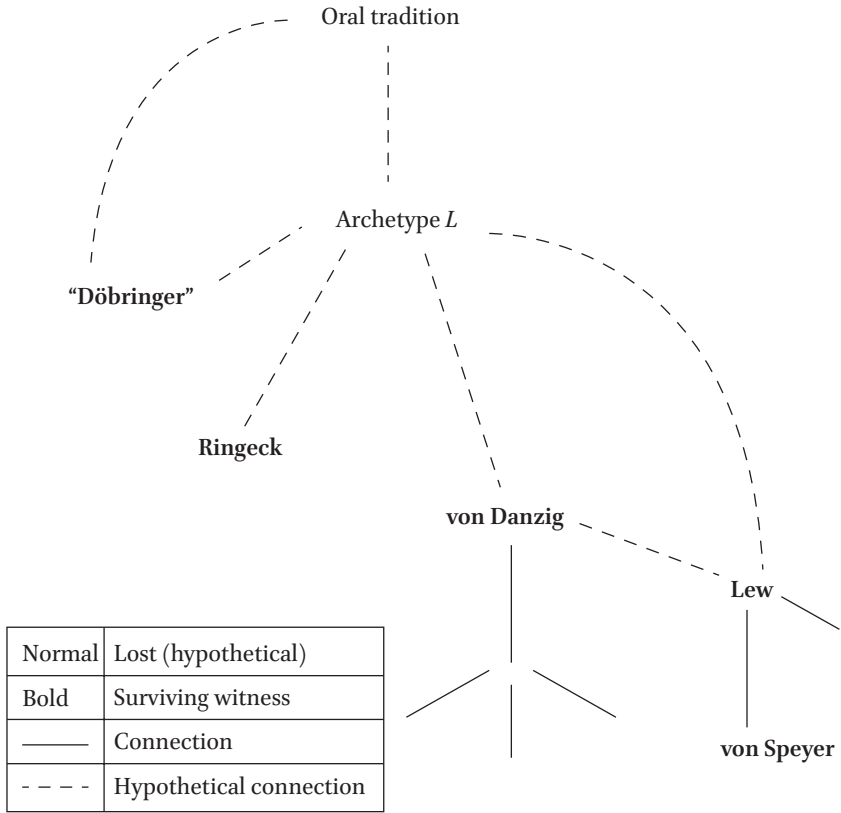 Oral tradition
Archetype L
“Döbringer”
Ringeck
von Danzig
Lew
von Speyer
Normal Lost (hypothetical)
Bold Surviving witness
Connection
Hypothetical connection